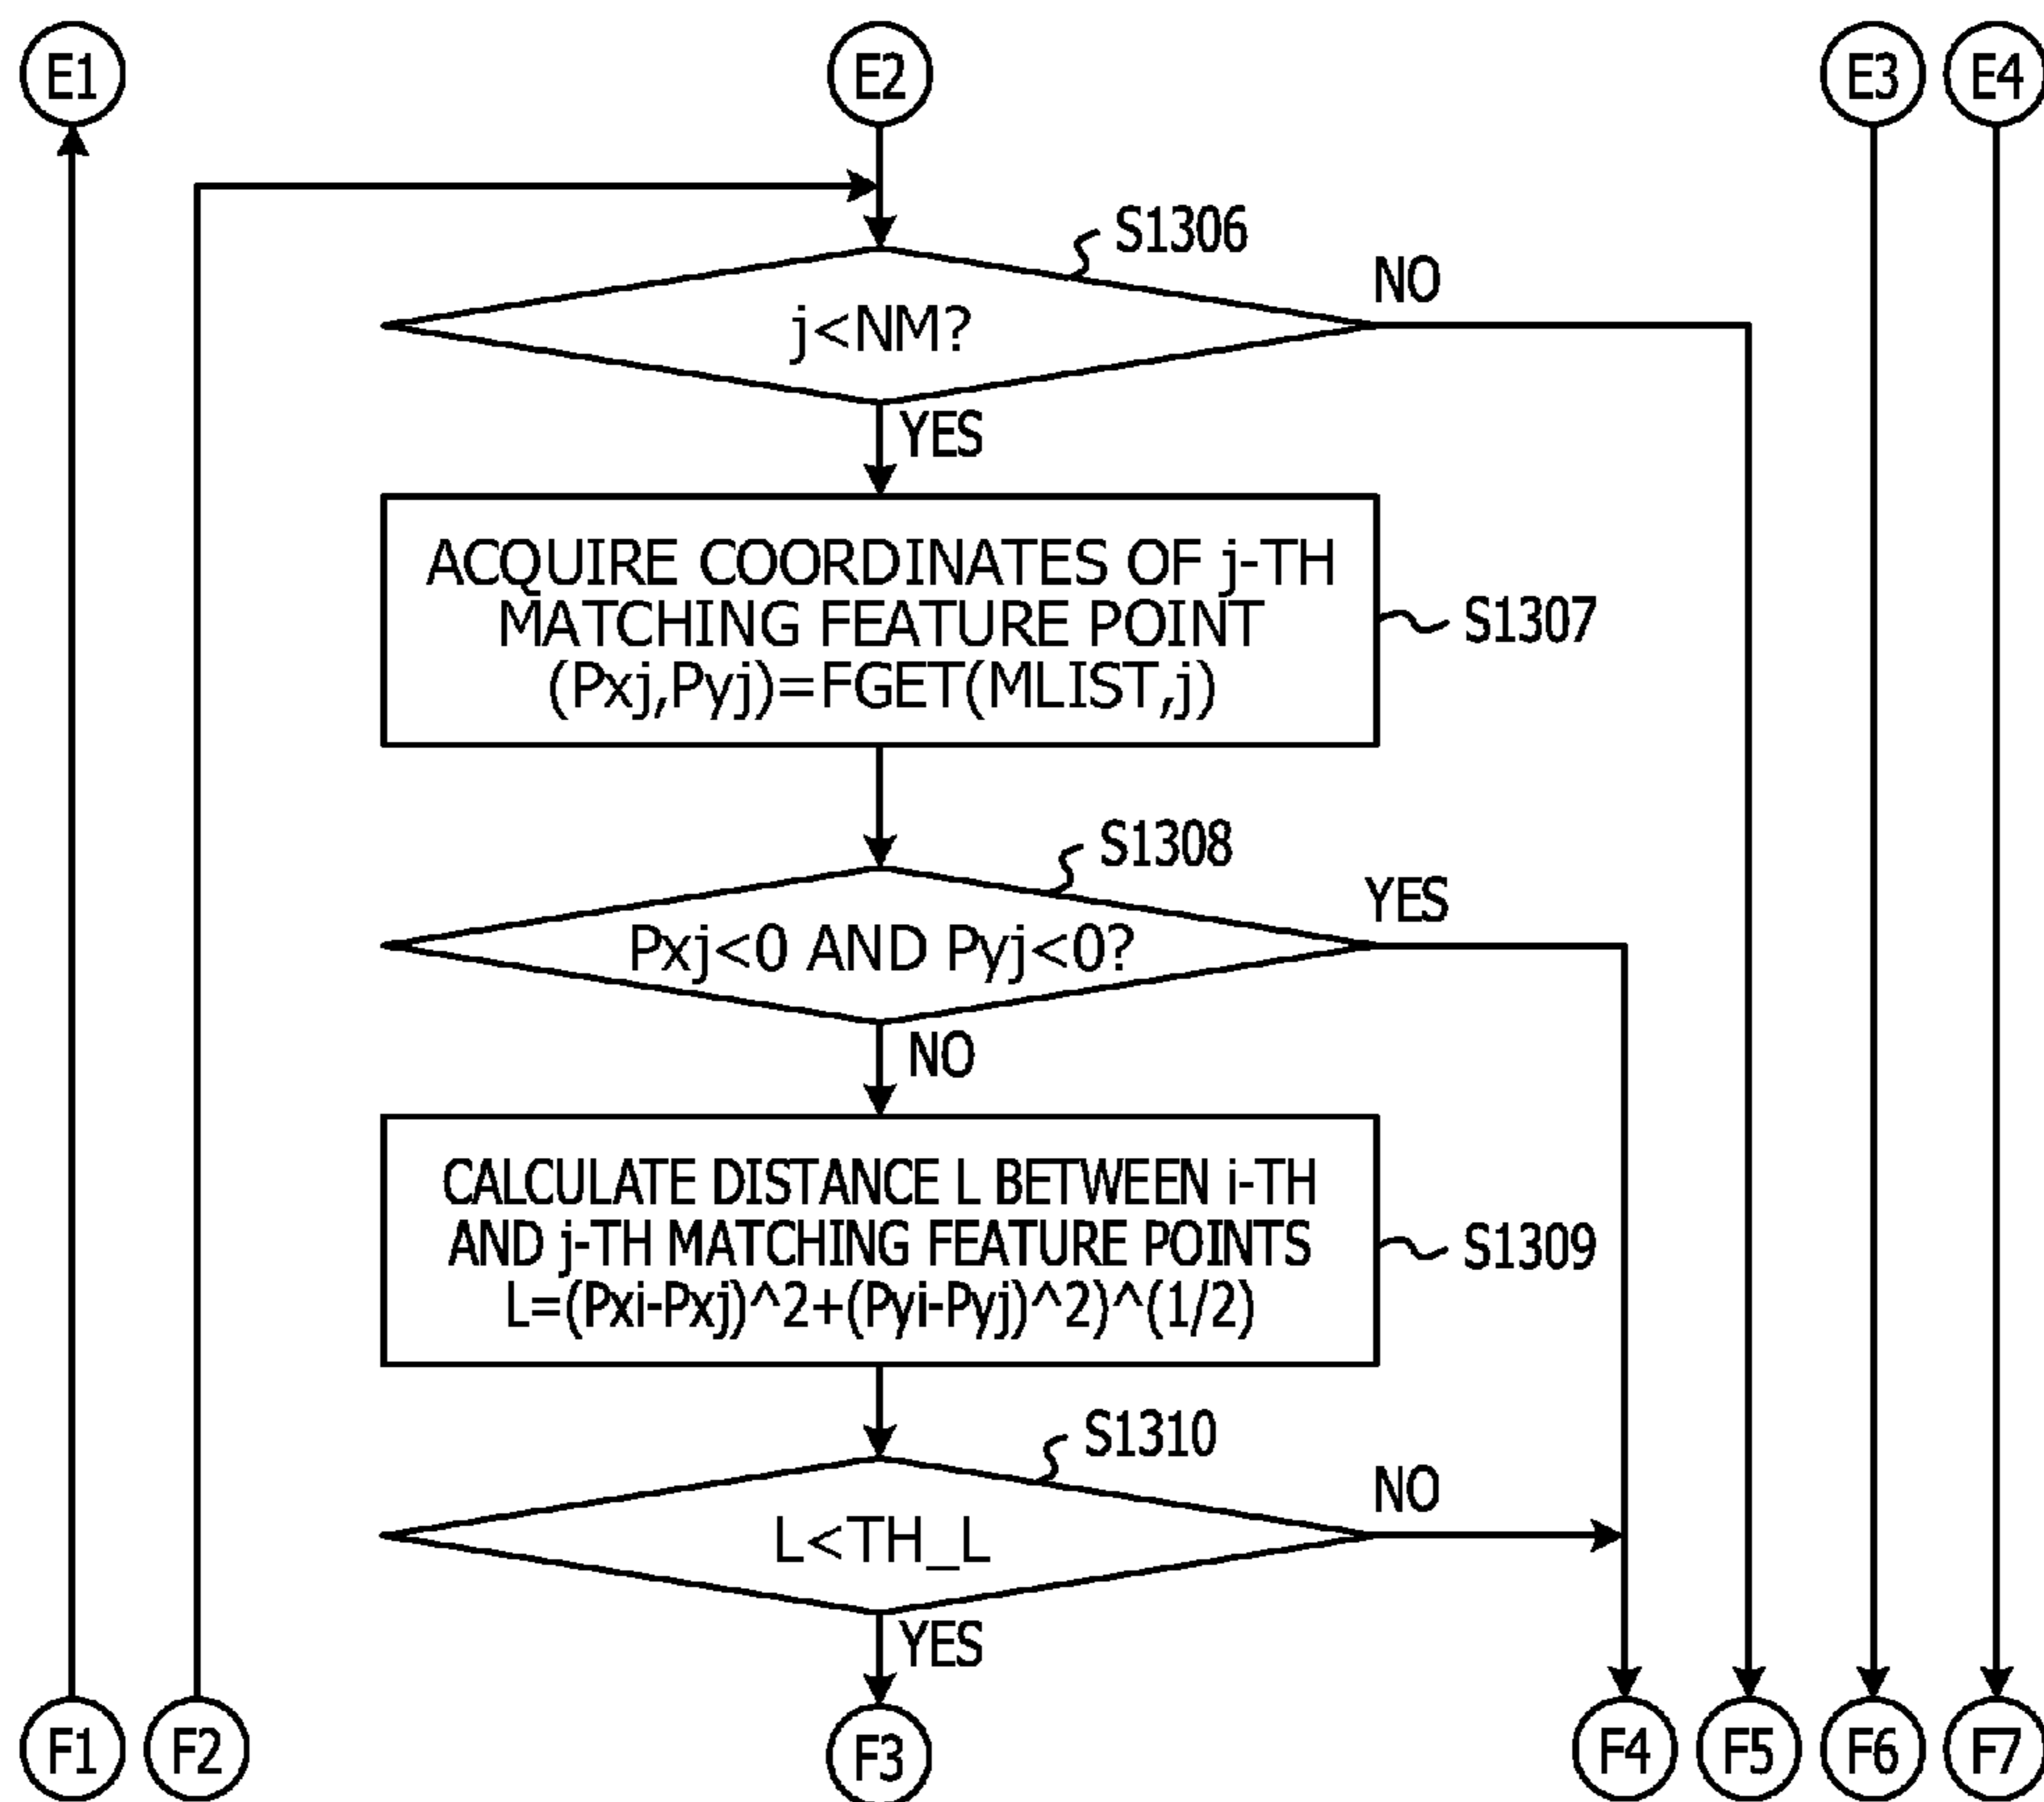 E1
E2
E3
E4
S1306
NO
j<NM?
YES
ACQUIRE COORDINATES OF j-TH
MATCHING FEATURE POINT
(Pxj,Pyj)=FGET(MLIST,j)
S1307
S1308
YES
Pxj<0 AND Pyj<0?
NO
CALCULATE DISTANCE L BETWEEN i-TH
AND j-TH MATCHING FEATURE POINTS
L=(Pxi-Pxj)^2+(Pyi-Pyj)^2)^(1/2)
S1309
S1310
NO
L<TH_L
YES
F1
F2
F3
F4
F5
F6
F7